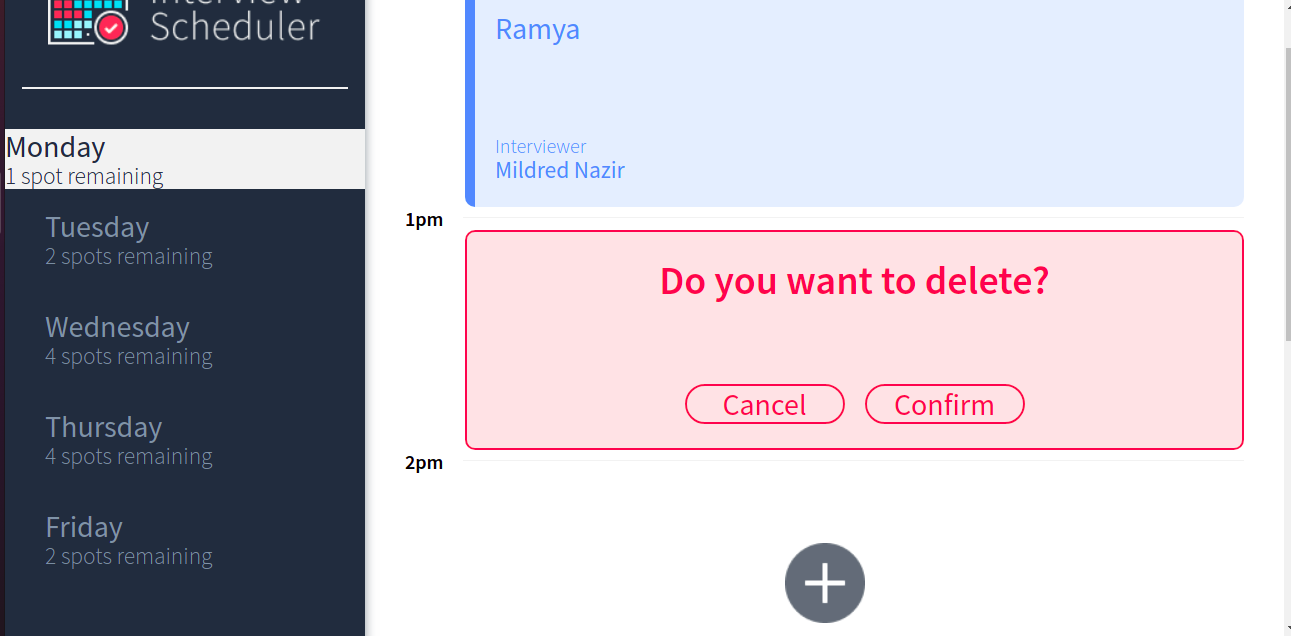 Interview
Scheduler
Monday
1 spot remaining
Tuesday
2 spots remaining
Wednesday
4 spots remaining
Thursday
4 spots remaining
Friday
2 spots remaining
Ramya
Interviewer
Mildred Nazir
1pm
Do you want to delete?
Cancel
Confirm
2pm